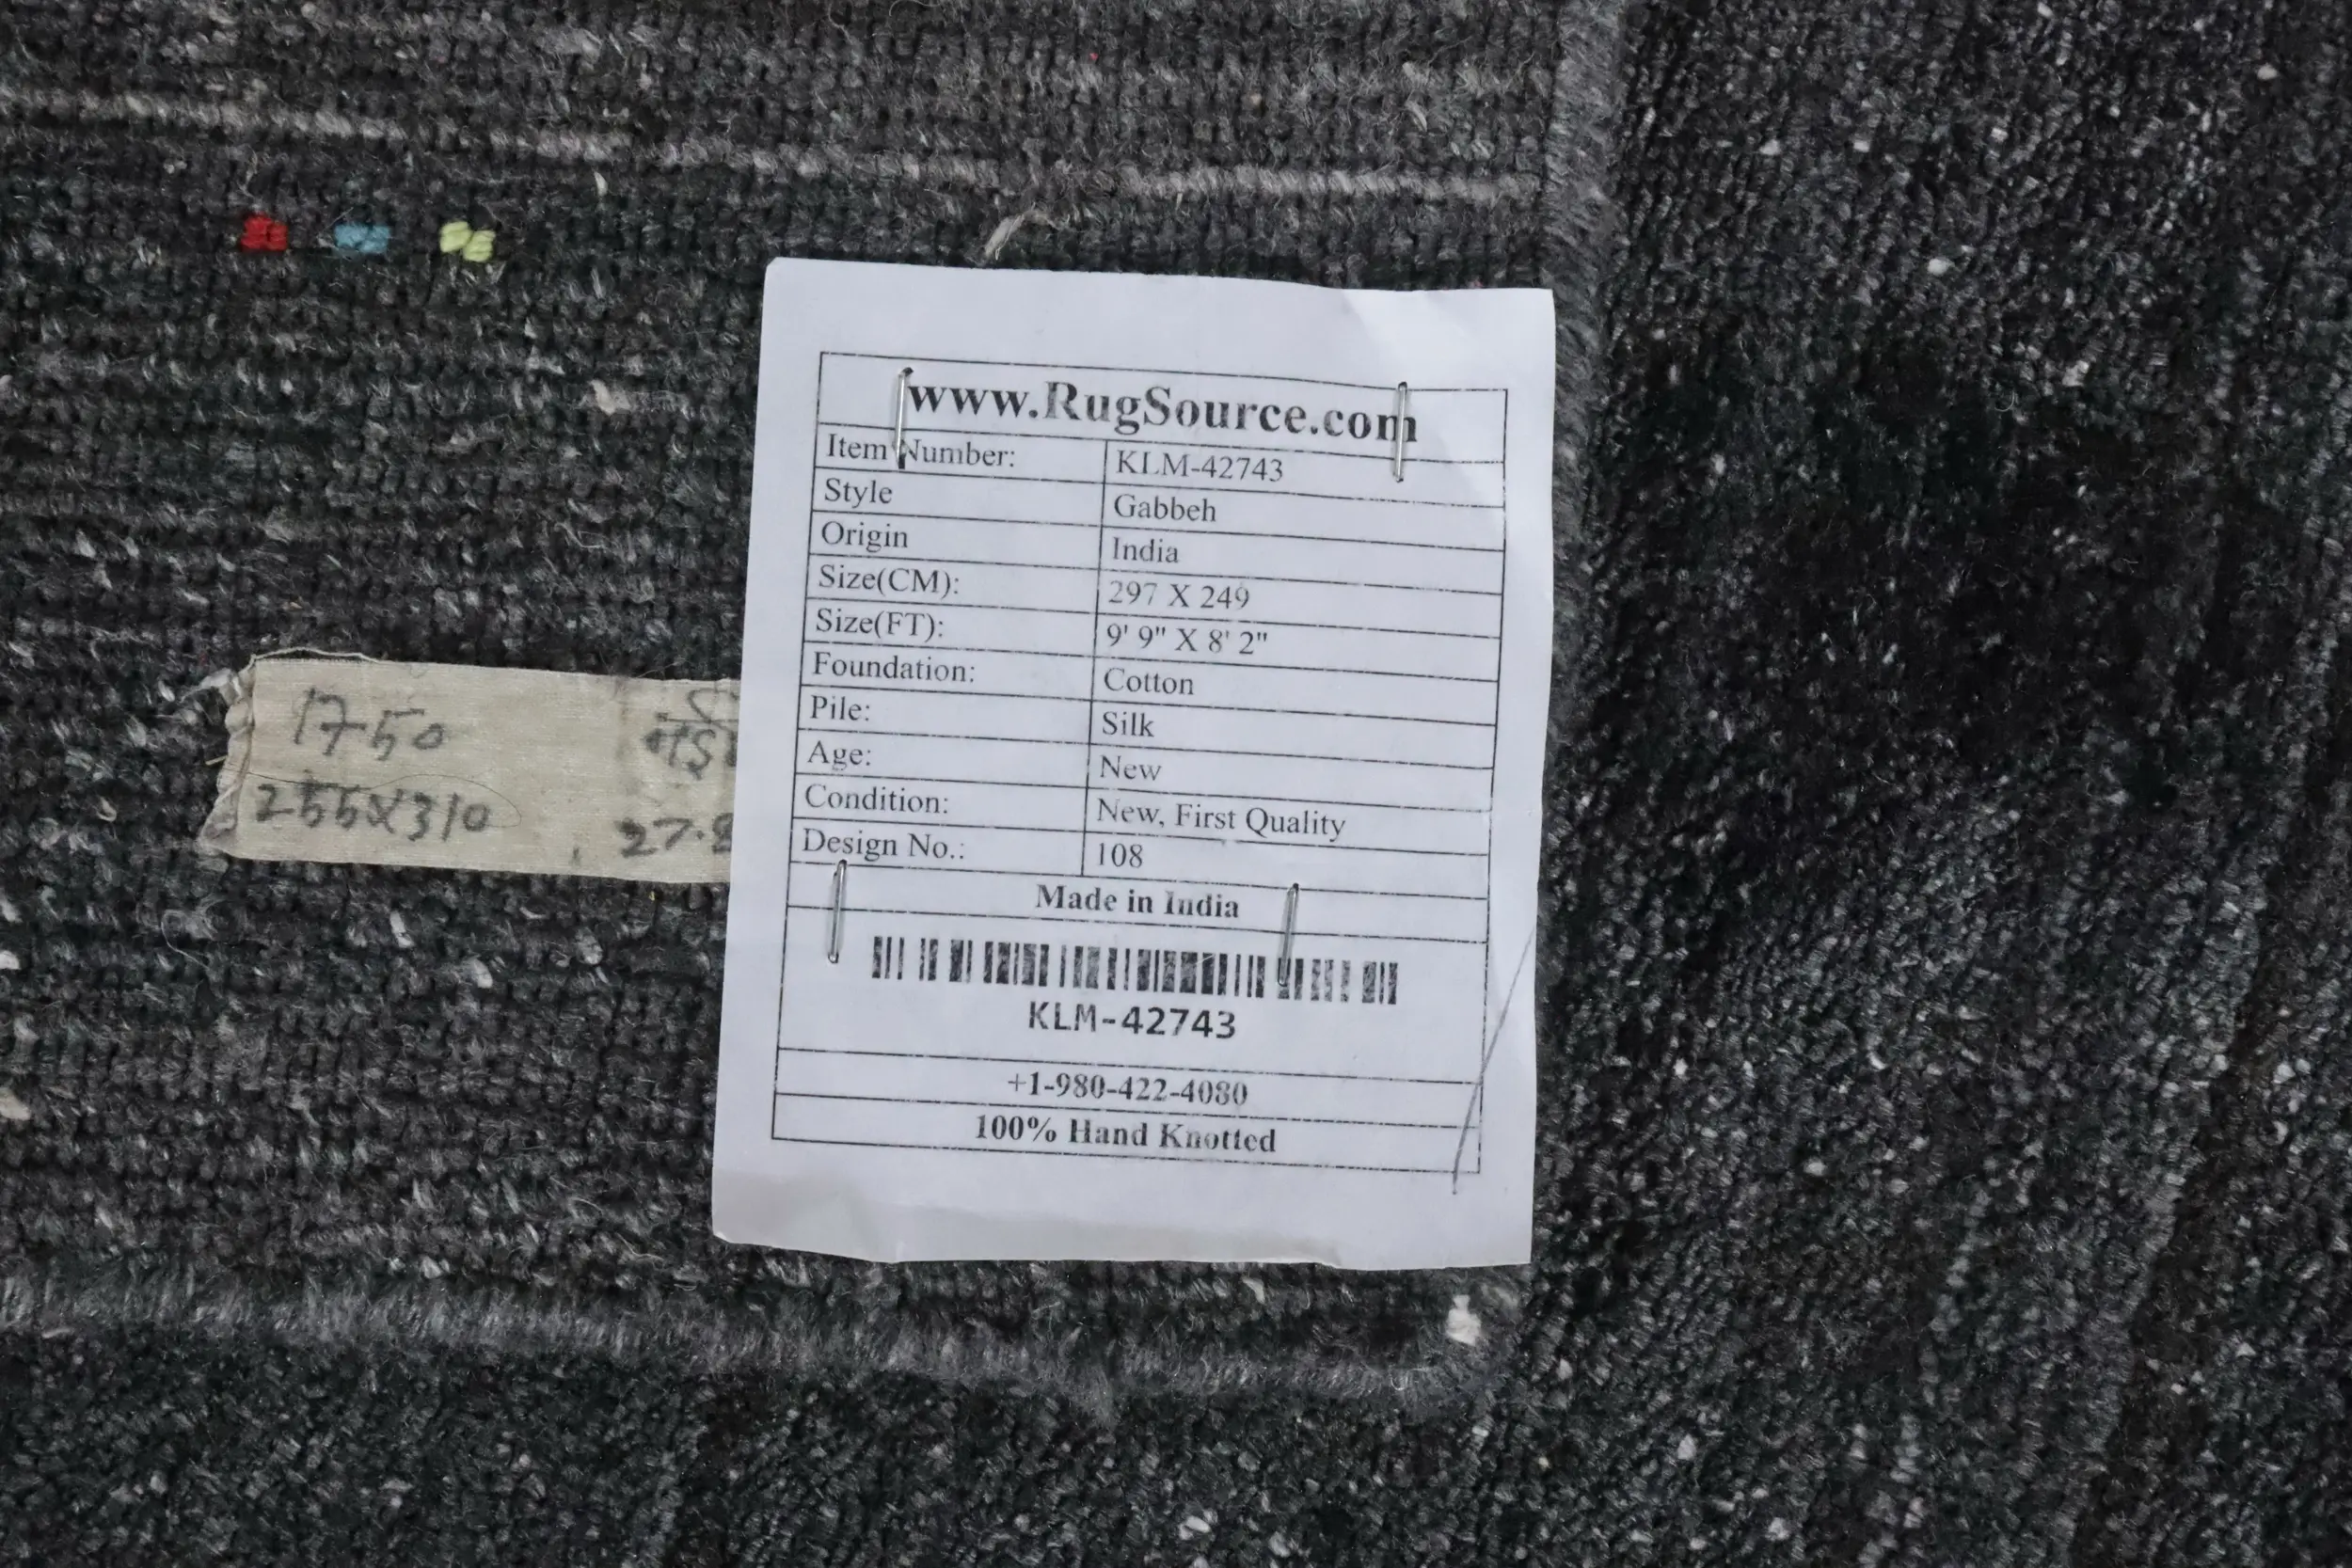 www.RugSource.com
Item Number: KLM-42743
Style Gabbeh
Origin India
Size(CM): 297 X 249
Size(FT): 9' 9" X 8' 2"
Foundation: Cotton
Pile: Silk
Age: New
Condition: New, First Quality
Design No.: 108
Made in India
KLM-42743
+1-980-422-4080
100% Hand Knotted
1750
255X310